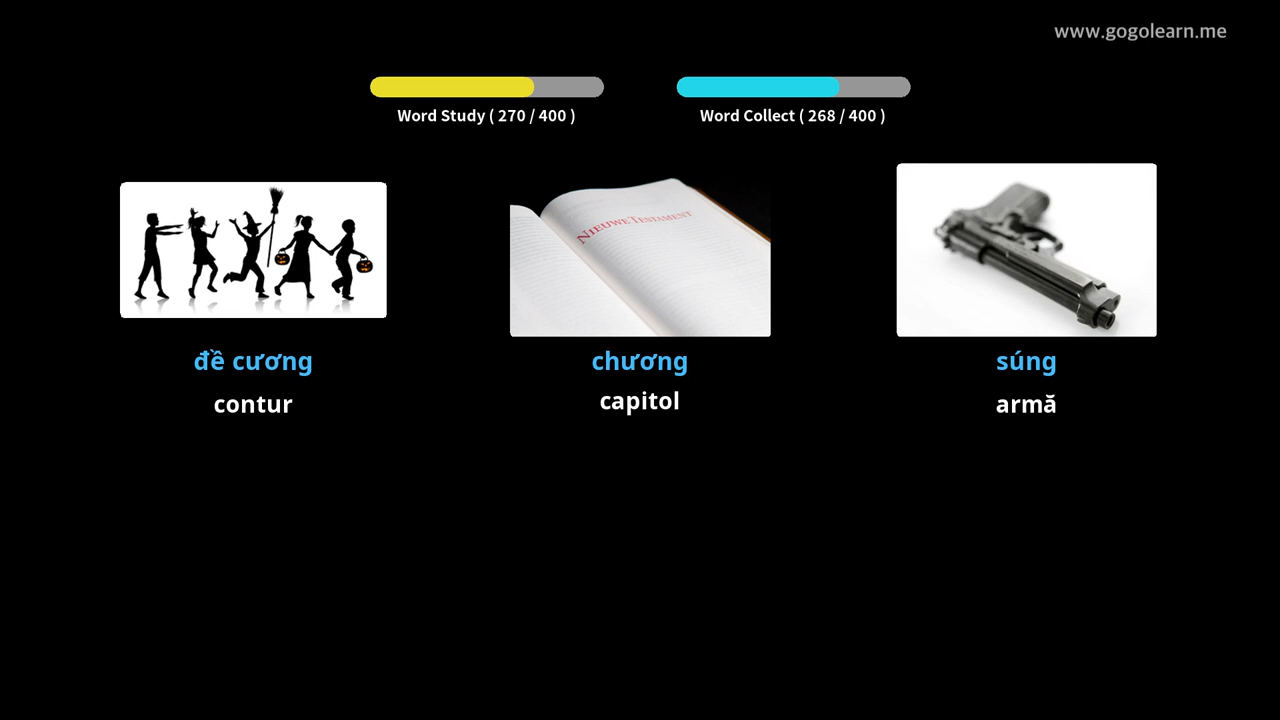 www.gogolearn.me
Word Study ( 270 / 400 )
Word Collect ( 268 / 400 )
NIEUWE TESTAMENT
đề cương
chương
súng
contur
capitol
armă